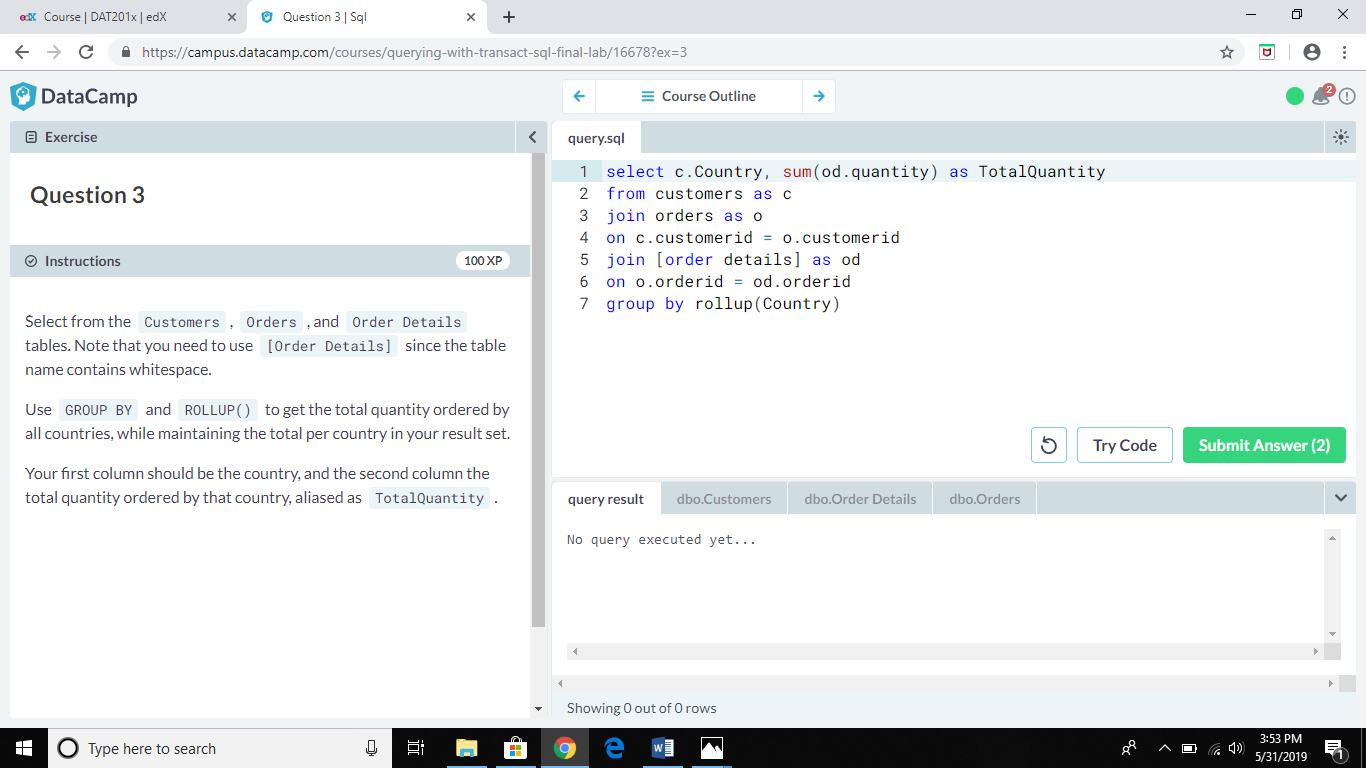 Course | DAT201x | edX
Question 3 | Sql
https://campus.datacamp.com/courses/querying-with-transact-sql-final-lab/16678?ex=3
DataCamp
Course Outline
2
Exercise
Question 3
Instructions
100 XP
Select from the Customers , Orders , and Order Details
tables. Note that you need to use [Order Details] since the table
name contains whitespace.
Use GROUP BY and ROLLUP() to get the total quantity ordered by
all countries, while maintaining the total per country in your result set.
Your first column should be the country, and the second column the
total quantity ordered by that country, aliased as TotalQuantity .
query.sql
1 select c.Country, sum(od.quantity) as TotalQuantity
2 from customers as c
3 join orders as o
4 on c.customerid = o.customerid
5 join [order details] as od
6 on o.orderid = od.orderid
7 group by rollup(Country)
Try Code
Submit Answer (2)
query result
dbo.Customers
dbo.Order Details
dbo.Orders
No query executed yet...
Showing 0 out of 0 rows
Type here to search
3:53 PM
5/31/2019
1